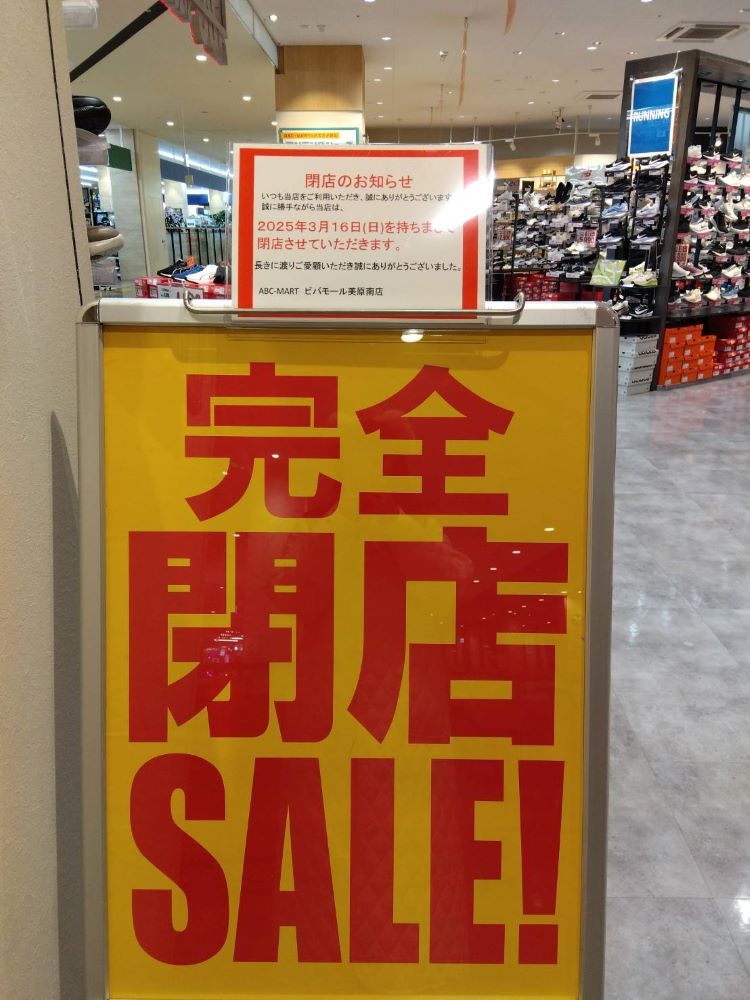 閉店のお知らせ
いつも当店をご利用いただき、誠にありがとうございます
誠に勝手ながら当店は、
2025年3月16日(日)を持ちまして
閉店させていただきます。
長きに渡りご愛顧いただき誠にありがとうございました。
ABC-MART ビバモール美原南店
完全
閉店
SALE!
RUNNING